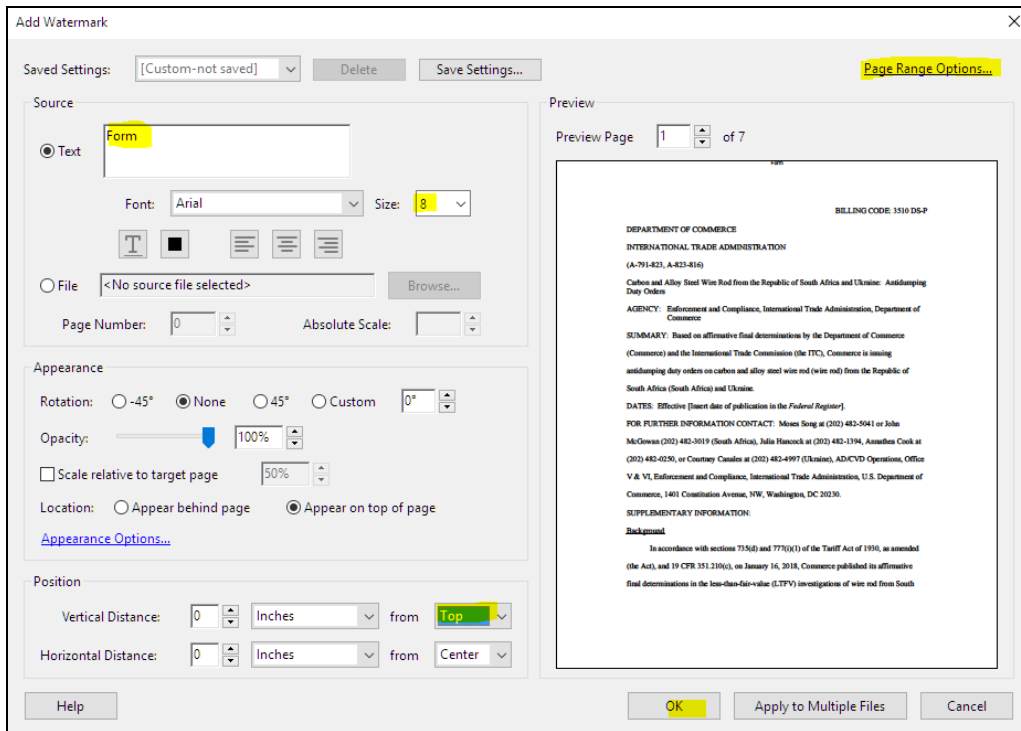 Add Watermark
Saved Settings: [Custom-not saved] Delete Save Settings... Page Range Options...
Source
Text Form
Font: Arial Size: 8
T
File <No source file selected> Browse...
Page Number: 0 Absolute Scale:
Appearance
Rotation: -45° None 45° Custom 0°
Opacity: 100%
Scale relative to target page 50%
Location: Appear behind page Appear on top of page
Appearance Options...
Position
Vertical Distance: 0 Inches from Top
Horizontal Distance: 0 Inches from Center
Preview
Preview Page 1 of 7
Form
BILLING CODE: 3510 DS-P
DEPARTMENT OF COMMERCE
INTERNATIONAL TRADE ADMINISTRATION
(A-791-823, A-823-816)
Carbon and Alloy Steel Wire Rod from the Republic of South Africa and Ukraine: Antidumping
Duty Orders
AGENCY: Enforcement and Compliance, International Trade Administration, Department of
Commerce
SUMMARY: Based on affirmative final determinations by the Department of Commerce
(Commerce) and the International Trade Commission (the ITC), Commerce is issuing
antidumping duty orders on carbon and alloy steel wire rod (wire rod) from the Republic of
South Africa (South Africa) and Ukraine.
DATES: Effective [Insert date of publication in the Federal Register].
FOR FURTHER INFORMATION CONTACT: Moses Song at (202) 482-5041 or John
McGowan (202) 482-3019 (South Africa), Julia Hancock at (202) 482-1394, Annathea Cook at
(202) 482-0250, or Courtney Canales at (202) 482-4997 (Ukraine), AD/CVD Operations, Office
V & VI, Enforcement and Compliance, International Trade Administration, U.S. Department of
Commerce, 1401 Constitution Avenue, NW, Washington, DC 20230.
SUPPLEMENTARY INFORMATION:
Background
In accordance with sections 735(d) and 777(i)(1) of the Tariff Act of 1930, as amended
(the Act), and 19 CFR 351.210(c), on January 16, 2018, Commerce published its affirmative
final determinations in the less-than-fair-value (LTFV) investigations of wire rod from South
Help OK Apply to Multiple Files Cancel